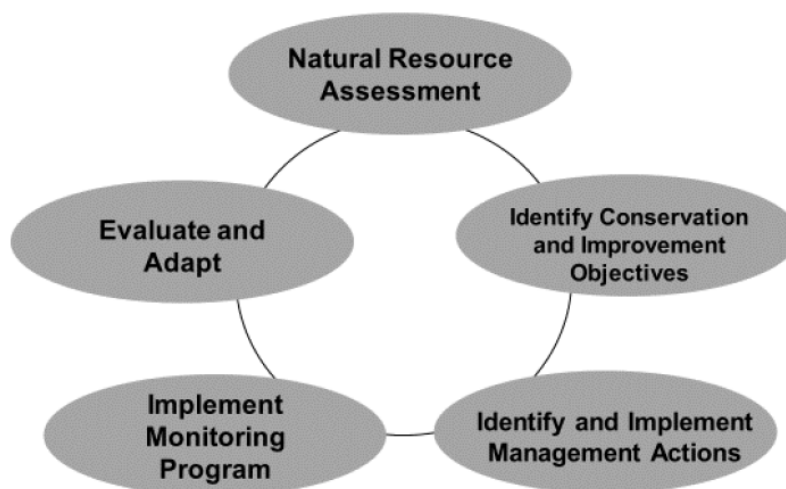 Natural Resource
Assessment
Identify Conservation
and Improvement
Objectives
Identify and Implement
Management Actions
Implement
Monitoring
Program
Evaluate and
Adapt